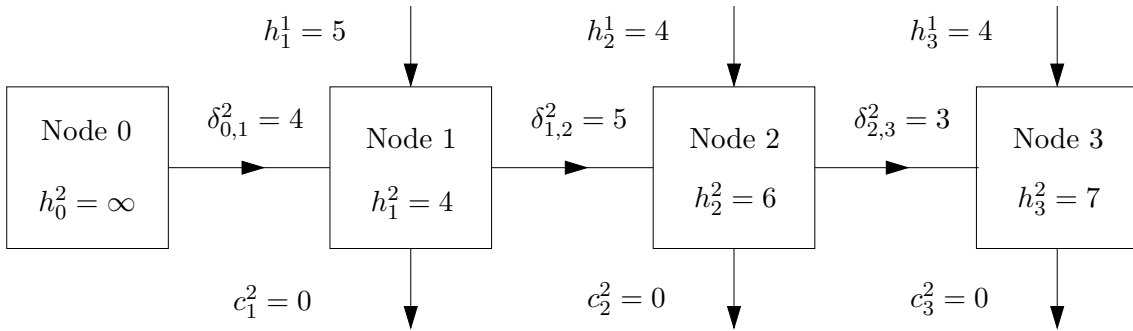 h_1^1 = 5
h_2^1 = 4
h_3^1 = 4
Node 0
δ_{0,1}^2 = 4
Node 1
δ_{1,2}^2 = 5
Node 2
δ_{2,3}^2 = 3
Node 3
h_0^2 = ∞
h_1^2 = 4
h_2^2 = 6
h_3^2 = 7
c_1^2 = 0
c_2^2 = 0
c_3^2 = 0